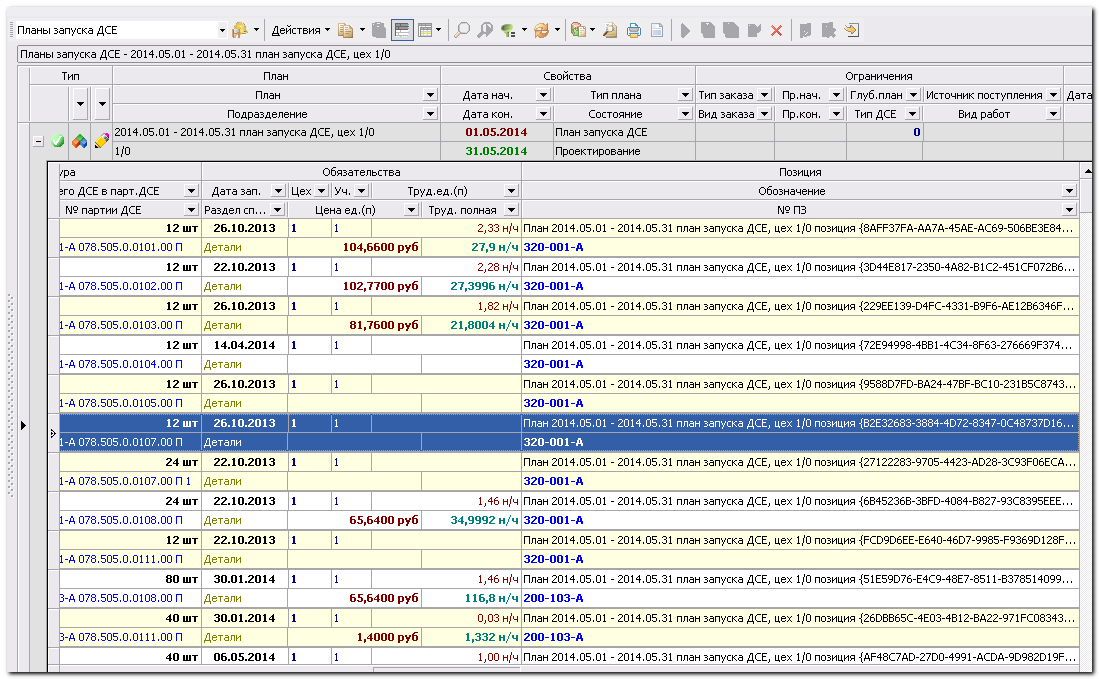 Планы запуска ДСЕ Действия
Планы запуска ДСЕ - 2014.05.01 - 2014.05.31 план запуска ДСЕ, цех 1/0
Тип План Свойства Ограничения
План Дата нач. Тип плана Тип заказа Пр.нач. Глуб.план Источник поступления Дата
Подразделение Дата кон. Состояние Вид заказа Пр.кон. Тип ДСЕ Вид работ
2014.05.01 - 2014.05.31 план запуска ДСЕ, цех 1/0 01.05.2014 План запуска ДСЕ 0
1/0 31.05.2014 Проектирование
ура Обязательства Позиция
его ДСЕ в парт.ДСЕ Дата зап. Цех Уч. Труд.ед.(п) Обозначение
№ партии ДСЕ Раздел сп... Цена ед.(п) Труд. полная № ПЗ
12 шт 26.10.2013 1 1 2,33 н/ч План 2014.05.01 - 2014.05.31 план запуска ДСЕ, цех 1/0 позиция {8AFF37FA-AA7A-45AE-AC69-506BE3E84...
1-А 078.505.0.0101.00 П Детали 104,6600 руб 27,9 н/ч 320-001-А
12 шт 22.10.2013 1 1 2,28 н/ч План 2014.05.01 - 2014.05.31 план запуска ДСЕ, цех 1/0 позиция {3D44E817-2350-4A82-B1C2-451CF072B6...
1-А 078.505.0.0102.00 П Детали 102,7700 руб 27,3996 н/ч 320-001-А
12 шт 26.10.2013 1 1 1,82 н/ч План 2014.05.01 - 2014.05.31 план запуска ДСЕ, цех 1/0 позиция {229EE139-D4FC-4331-B9F6-AE12B6346F...
1-А 078.505.0.0103.00 П Детали 81,7600 руб 21,8004 н/ч 320-001-А
12 шт 14.04.2014 1 1 План 2014.05.01 - 2014.05.31 план запуска ДСЕ, цех 1/0 позиция {72E94998-4BB1-4C34-8F63-276669F374...
1-А 078.505.0.0104.00 П Детали 320-001-А
12 шт 26.10.2013 1 1 План 2014.05.01 - 2014.05.31 план запуска ДСЕ, цех 1/0 позиция {9588D7FD-BA24-47BF-BC10-231B5C8743...
1-А 078.505.0.0105.00 П Детали 320-001-А
12 шт 26.10.2013 1 1 План 2014.05.01 - 2014.05.31 план запуска ДСЕ, цех 1/0 позиция {B2E32683-3884-4D72-8347-0C48737D16...
1-А 078.505.0.0107.00 П Детали 320-001-А
24 шт 22.10.2013 1 1 План 2014.05.01 - 2014.05.31 план запуска ДСЕ, цех 1/0 позиция {27122283-9705-4423-AD28-3C93F06ECA...
1-А 078.505.0.0107.00 П 1 Детали 320-001-А
24 шт 22.10.2013 1 1 1,46 н/ч План 2014.05.01 - 2014.05.31 план запуска ДСЕ, цех 1/0 позиция {6B45236B-3BFD-4084-B827-93C8395EEE...
1-А 078.505.0.0108.00 П Детали 65,6400 руб 34,9992 н/ч 320-001-А
12 шт 22.10.2013 1 1 План 2014.05.01 - 2014.05.31 план запуска ДСЕ, цех 1/0 позиция {FCD9D6EE-E640-46D7-9985-F9369D128F...
1-А 078.505.0.0111.00 П Детали 320-001-А
80 шт 30.01.2014 1 1 1,46 н/ч План 2014.05.01 - 2014.05.31 план запуска ДСЕ, цех 1/0 позиция {51E59D76-E4C9-48E7-8511-B378514099...
3-А 078.505.0.0108.00 П Детали 65,6400 руб 116,8 н/ч 200-103-А
40 шт 30.01.2014 1 1 0,03 н/ч План 2014.05.01 - 2014.05.31 план запуска ДСЕ, цех 1/0 позиция {26DBB65C-4E03-4B12-BA22-971FC08343...
3-А 078.505.0.0111.00 П Детали 1,4000 руб 1,332 н/ч 200-103-А
40 шт 06.05.2014 1 1 1,00 н/ч План 2014.05.01 - 2014.05.31 план запуска ДСЕ, цех 1/0 позиция {AF48C7AD-27D0-4991-ACDA-9D982D19F...